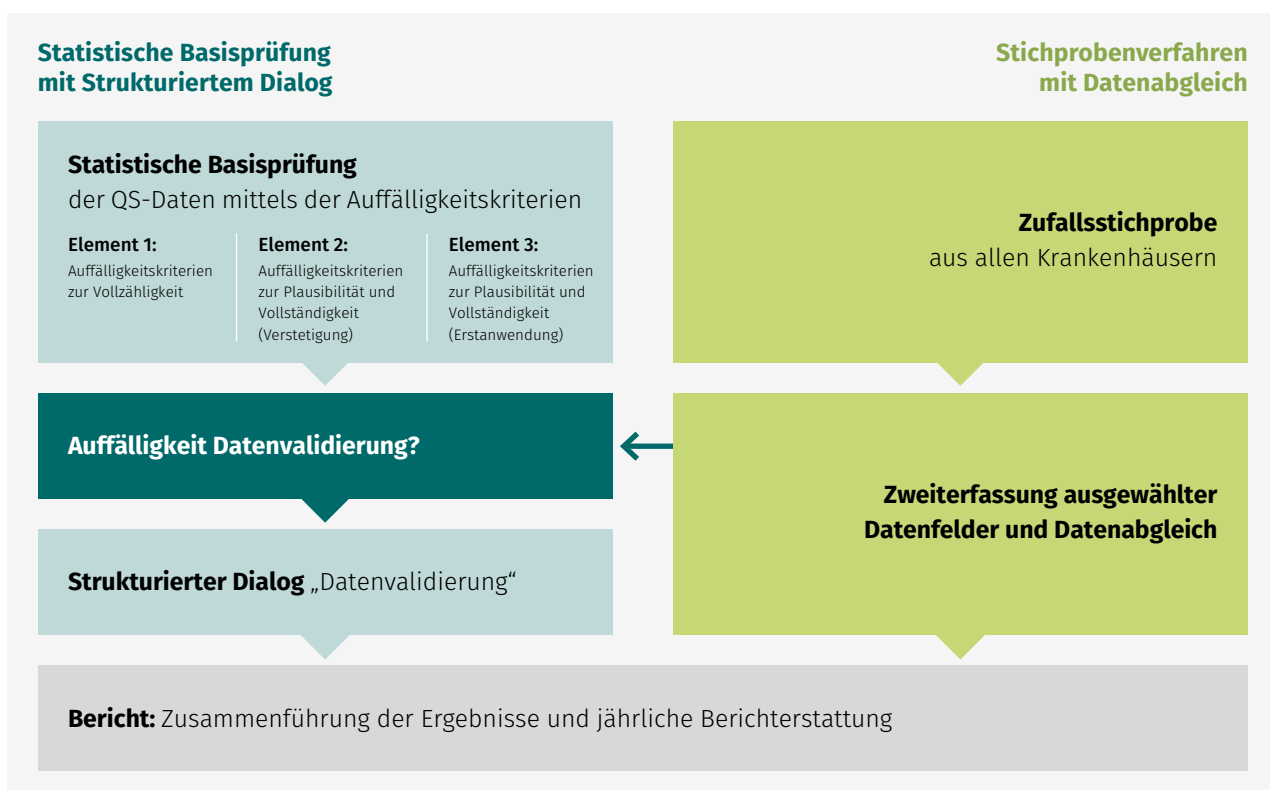 Statistische Basisprüfung
mit Strukturiertem Dialog
Stichprobenverfahren
mit Datenabgleich
Statistische Basisprüfung
der QS-Daten mittels der Auffälligkeitskriterien
Element 1:
Auffälligkeitskriterien
zur Vollzähligkeit
Element 2:
Auffälligkeitskriterien
zur Plausibilität und
Vollständigkeit
(Verstetigung)
Element 3:
Auffälligkeitskriterien
zur Plausibilität und
Vollständigkeit
(Erstanwendung)
Zufallsstichprobe
aus allen Krankenhäusern
Auffälligkeit Datenvalidierung?
Zweiterfassung ausgewählter
Datenfelder und Datenabgleich
Strukturierter Dialog „Datenvalidierung“
Bericht: Zusammenführung der Ergebnisse und jährliche Berichterstattung